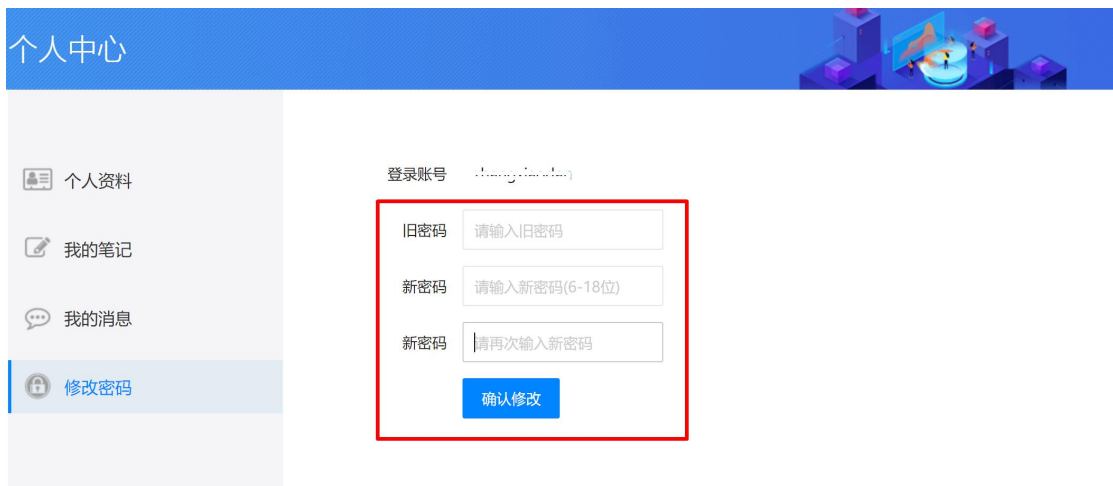 个人中心
个人资料
我的笔记
我的消息
修改密码
登录账号
旧密码 请输入旧密码
新密码 请输入新密码(6-18位)
新密码 请再次输入新密码
确认修改